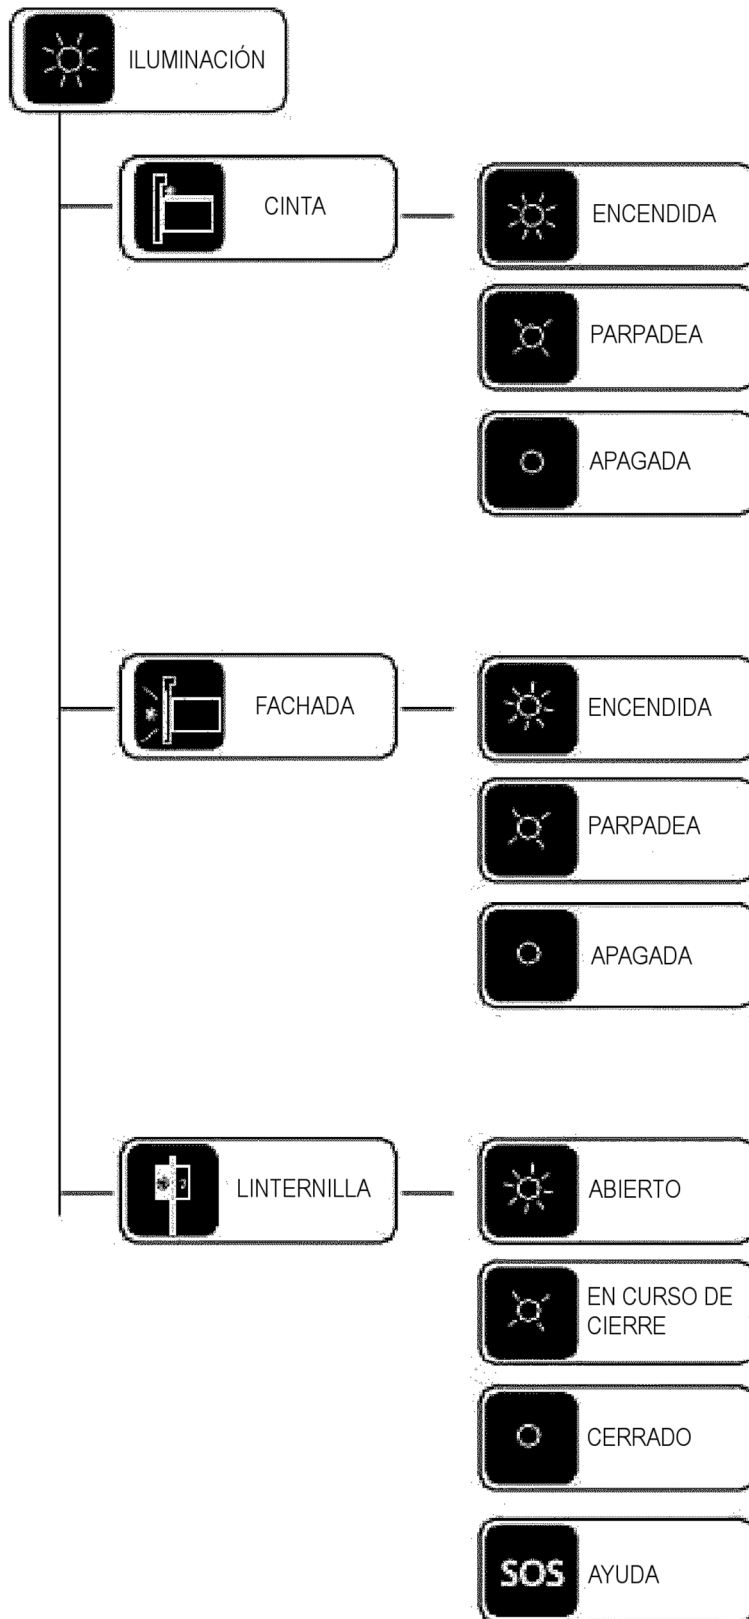 ILUMINACIÓN
CINTA
ENCENDIDA
PARPADEA
APAGADA
FACHADA
ENCENDIDA
PARPADEA
APAGADA
LINTERNILLA
ABIERTO
EN CURSO DE
CIERRE
CERRADO
SOS AYUDA